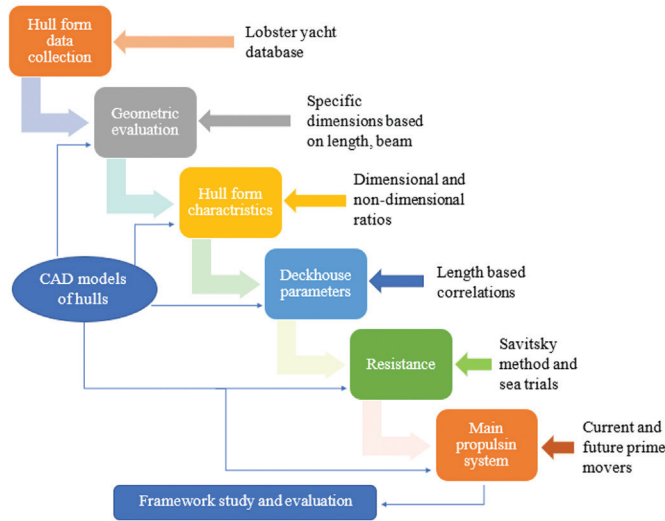 Hull form
data
collection
Lobster yacht
database
Geometric
evaluation
Specific
dimensions based
on length, beam
Hull form
charactristics
Dimensional and
non-dimensional
ratios
CAD models
of hulls
Deckhouse
parameters
Length based
correlations
Resistance
Savitsky
method and
sea trials
Main
propulsin
system
Current and
future prime
movers
Framework study and evaluation